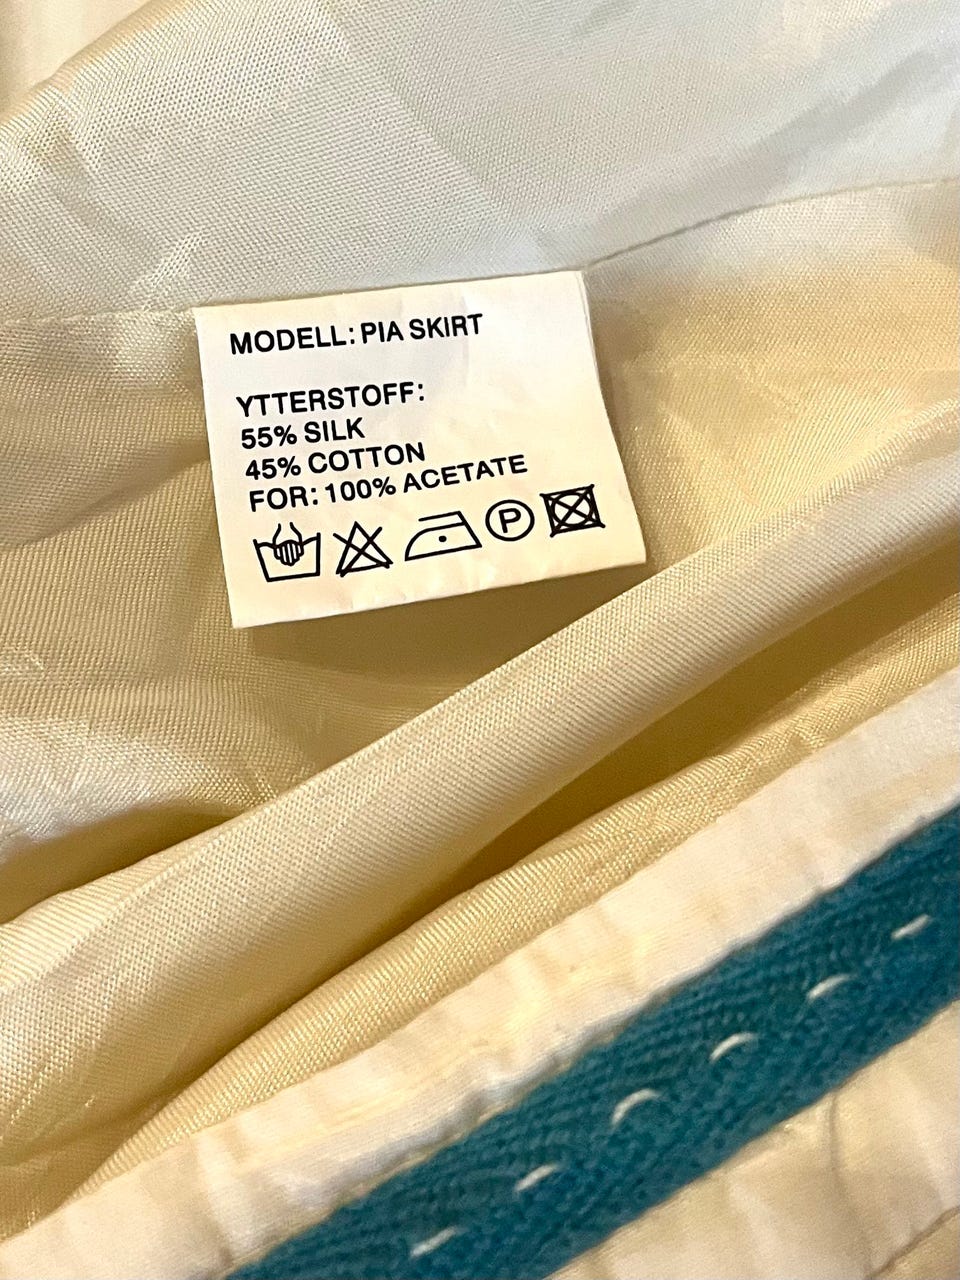 MODELL: PIA SKIRT
YTTERSTOFF:
55% SILK
45% COTTON
FOR: 100% ACETATE
P